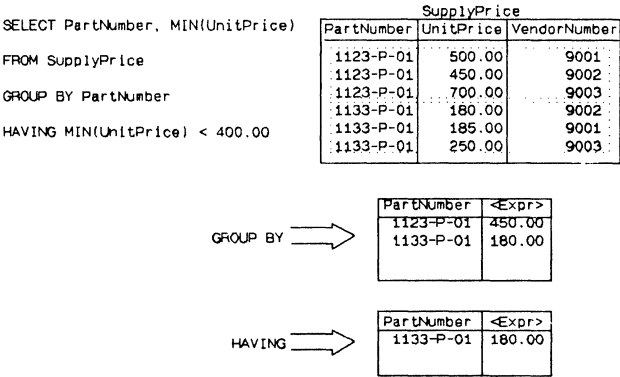 SELECT PartNumber, MIN(UnitPrice)
FROM SupplyPrice
GROUP BY PartNumber
HAVING MIN(UnitPrice) < 400.00
SupplyPrice
PartNumber UnitPrice VendorNumber
1123-P-01 500.00 9001
1123-P-01 450.00 9002
1123-P-01 700.00 9003
1133-P-01 180.00 9002
1133-P-01 185.00 9001
1133-P-01 250.00 9003
GROUP BY
PartNumber <Expr>
1123-P-01 450.00
1133-P-01 180.00
HAVING
PartNumber <Expr>
1133-P-01 180.00